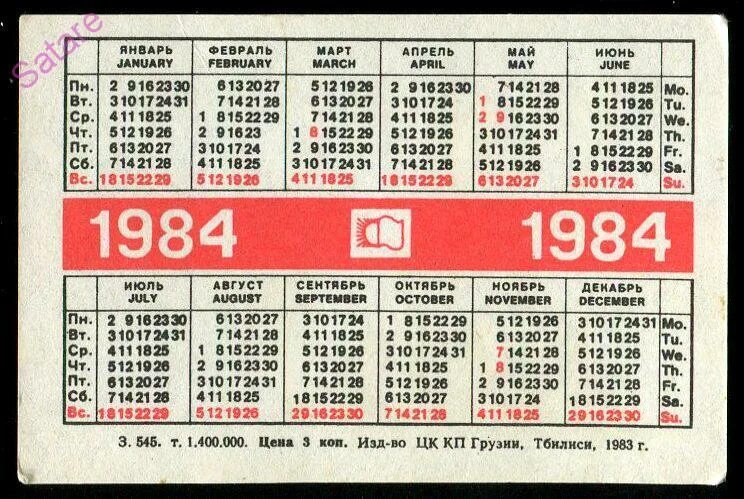 Satare
ЯНВАРЬ ФЕВРАЛЬ МАРТ АПРЕЛЬ МАЙ ИЮНЬ
JANUARY FEBRUARY MARCH APRIL MAY JUNE
Пн. 2 9 16 23 30 6 13 20 27 5 12 19 26 2 9 16 23 30 7 14 21 28 4 11 18 25 Mo.
Вт. 3 10 17 24 31 7 14 21 28 6 13 20 27 3 10 17 24 1 8 15 22 29 5 12 19 26 Tu.
Ср. 4 11 18 25 1 8 15 22 29 7 14 21 28 4 11 18 25 2 9 16 23 30 6 13 20 27 We.
Чт. 5 12 19 26 2 9 16 23 1 8 15 22 29 5 12 19 26 3 10 17 24 31 7 14 21 28 Th.
Пт. 6 13 20 27 3 10 17 24 2 9 16 23 30 6 13 20 27 4 11 18 25 1 8 15 22 29 Fr.
Сб. 7 14 21 28 4 11 18 25 3 10 17 24 31 7 14 21 28 5 12 19 26 2 9 16 23 30 Sa.
Вс. 1 8 15 22 29 5 12 19 26 4 11 18 25 1 8 15 22 29 6 13 20 27 3 10 17 24 Su.
1984 1984
ИЮЛЬ АВГУСТ СЕНТЯБРЬ ОКТЯБРЬ НОЯБРЬ ДЕКАБРЬ
JULY AUGUST SEPTEMBER OCTOBER NOVEMBER DECEMBER
Пн. 2 9 16 23 30 6 13 20 27 3 10 17 24 1 8 15 22 29 5 12 19 26 3 10 17 24 31 Mo.
Вт. 3 10 17 24 31 7 14 21 28 4 11 18 25 2 9 16 23 30 6 13 20 27 4 11 18 25 Tu.
Ср. 4 11 18 25 1 8 15 22 29 5 12 19 26 3 10 17 24 31 7 14 21 28 5 12 19 26 We.
Чт. 5 12 19 26 2 9 16 23 30 6 13 20 27 4 11 18 25 1 8 15 22 29 6 13 20 27 Th.
Пт. 6 13 20 27 3 10 17 24 31 7 14 21 28 5 12 19 26 2 9 16 23 30 7 14 21 28 Fr.
Сб. 7 14 21 28 4 11 18 25 1 8 15 22 29 6 13 20 27 3 10 17 24 1 8 15 22 29 Sa.
Вс. 1 8 15 22 29 5 12 19 26 2 9 16 23 30 7 14 21 28 4 11 18 25 2 9 16 23 30 Su.
З. 545. т. 1.400.000. Цена 3 коп. Изд-во ЦК КП Грузии, Тбилиси, 1983 г.